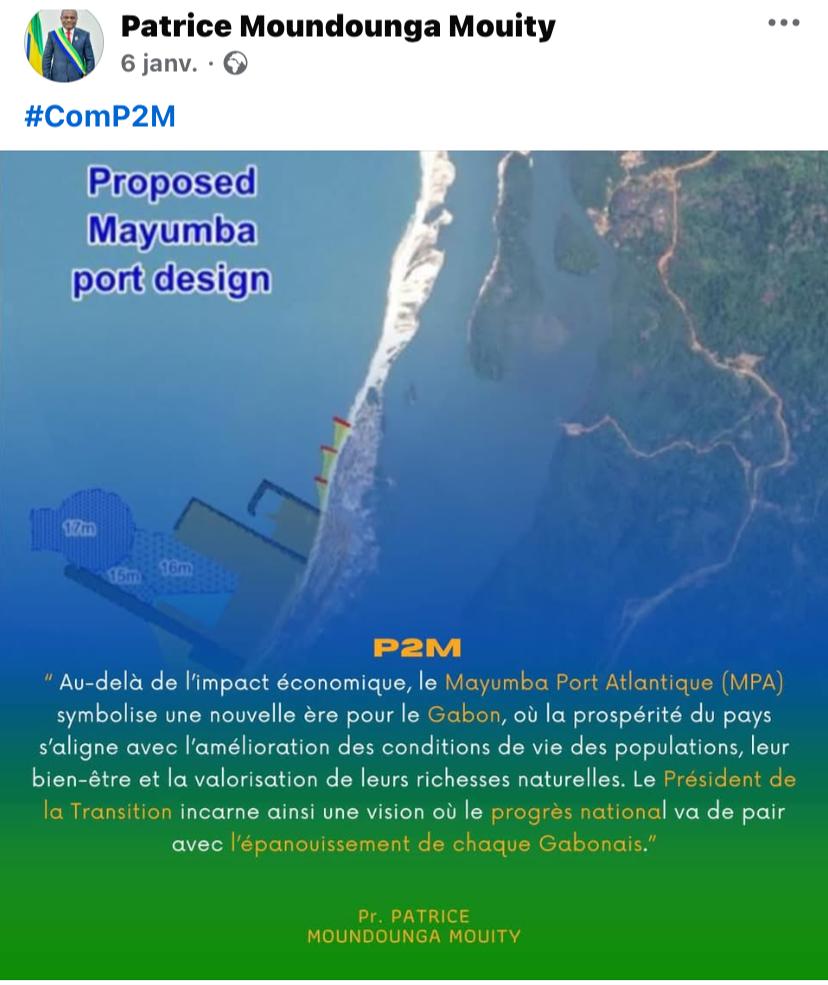 Patrice Moundounga Mouity
6 janv. ·
#ComP2M
Proposed
Mayumba
port design
17m
15m
16m
P2M
“ Au-delà de l’impact économique, le Mayumba Port Atlantique (MPA)
symbolise une nouvelle ère pour le Gabon, où la prospérité du pays
s’aligne avec l’amélioration des conditions de vie des populations, leur
bien-être et la valorisation de leurs richesses naturelles. Le Président de
la Transition incarne ainsi une vision où le progrès national va de pair
avec l’épanouissement de chaque Gabonais.”
Pr. PATRICE
MOUNDOUNGA MOUITY